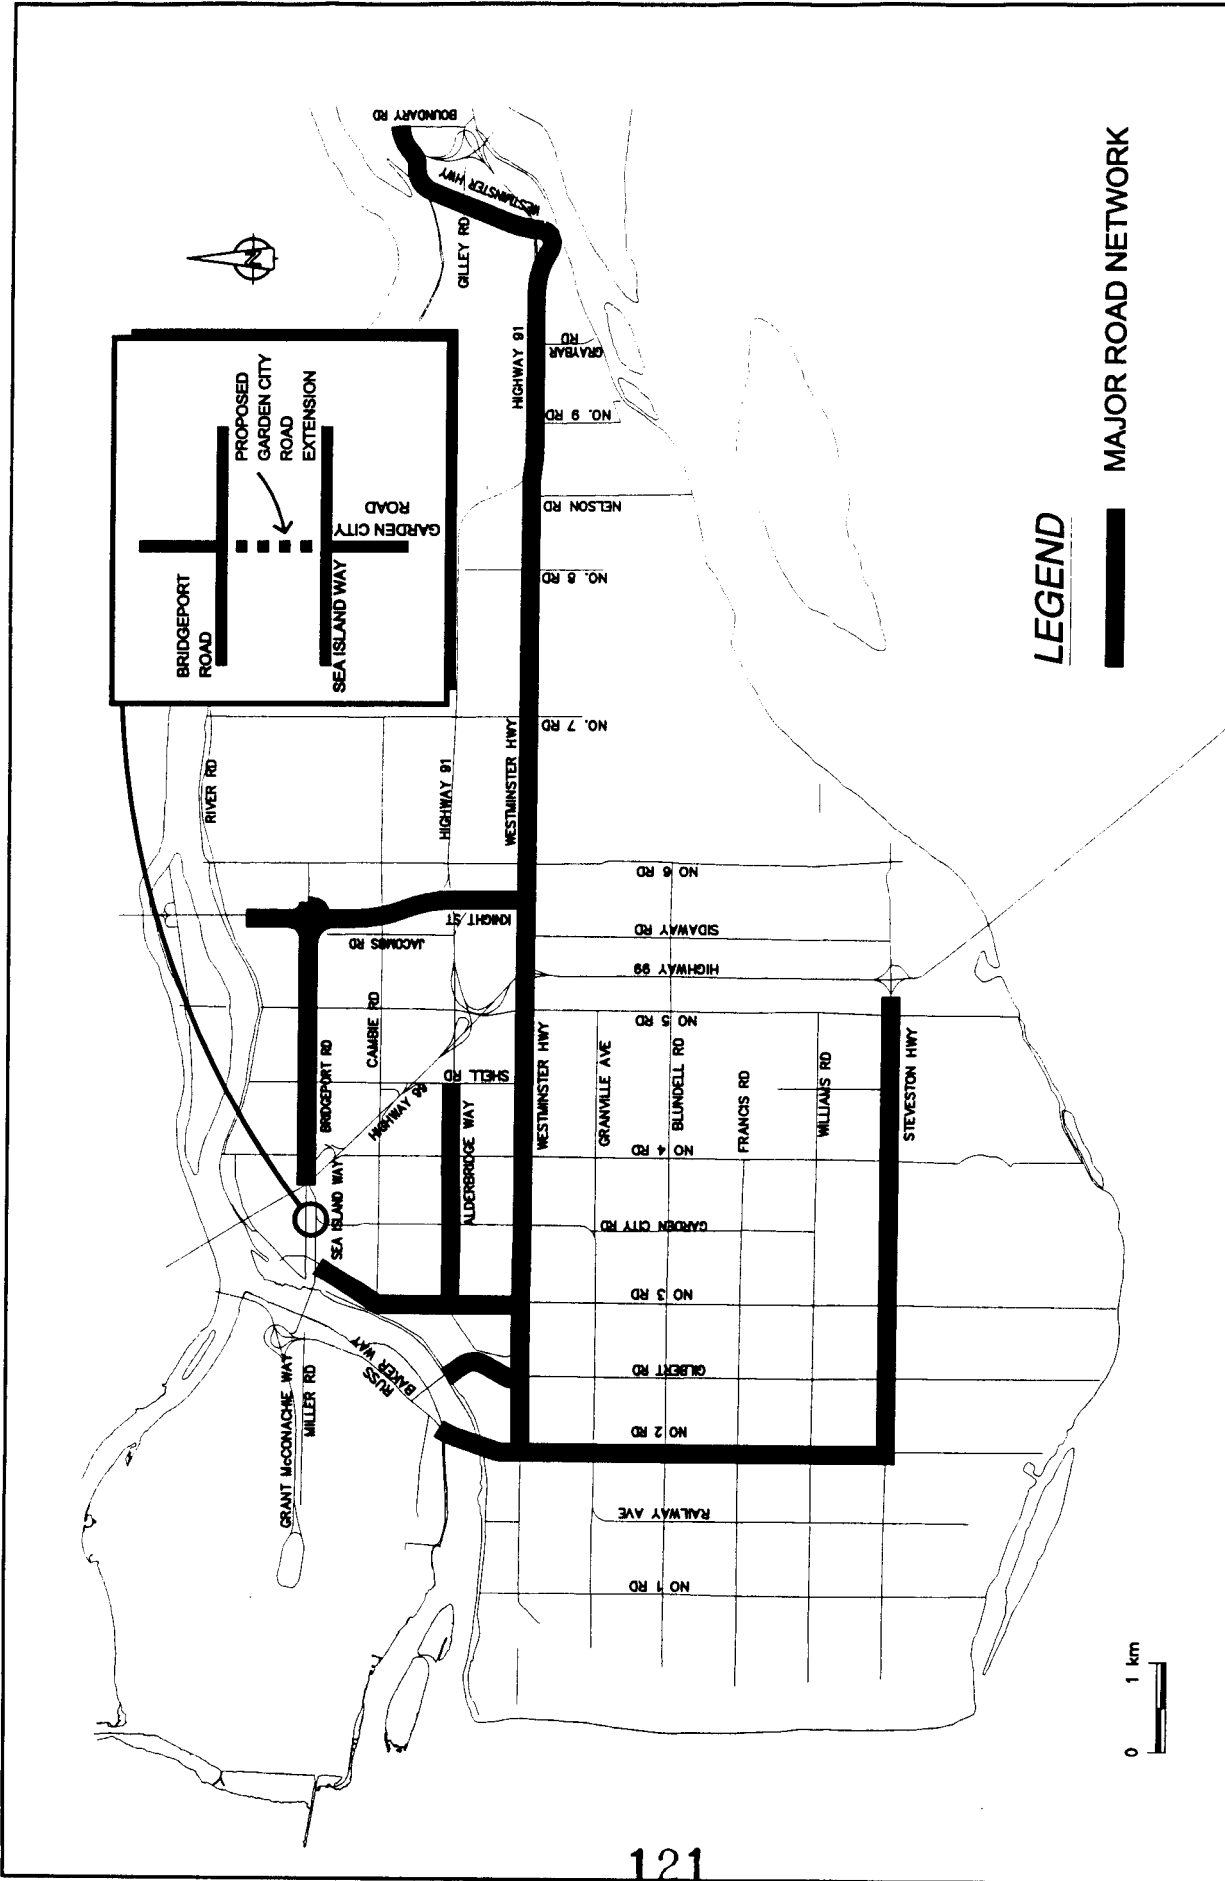 BOUNDARY RD
WESTMINSTER HWY
WESTMINSTER HWY
GILLEY RD
N
HIGHWAY 91
GRAYBAR
RD
NO. 9 RD
NELSON RD
NO. 8 RD
NO. 7 RD
BRIDGEPORT
ROAD
PROPOSED
GARDEN CITY
ROAD
EXTENSION
SEA ISLAND WAY
GARDEN CITY
ROAD
RIVER RD
HIGHWAY 91
WESTMINSTER HWY
NO 6 RD
KNIGHT ST
JACOMBS RD
SIDAWAY RD
HIGHWAY 99
NO 5 RD
CAMBIE RD
BRIDGEPORT RD
HIGHWAY 99
SHELL RD
WESTMINSTER HWY
GRANVILLE AVE
BLUNDELL RD
FRANCIS RD
WILLIAMS RD
STEVESTON HWY
NO 4 RD
SEA ISLAND WAY
ALDERBRIDGE WAY
GARDEN CITY RD
NO 3 RD
RUSS
BAKER WAY
GILBERT RD
GRANT McCONACHIE WAY
MILLER RD
NO 2 RD
RAILWAY AVE
NO 1 RD
LEGEND
MAJOR ROAD NETWORK
0 1 km
121